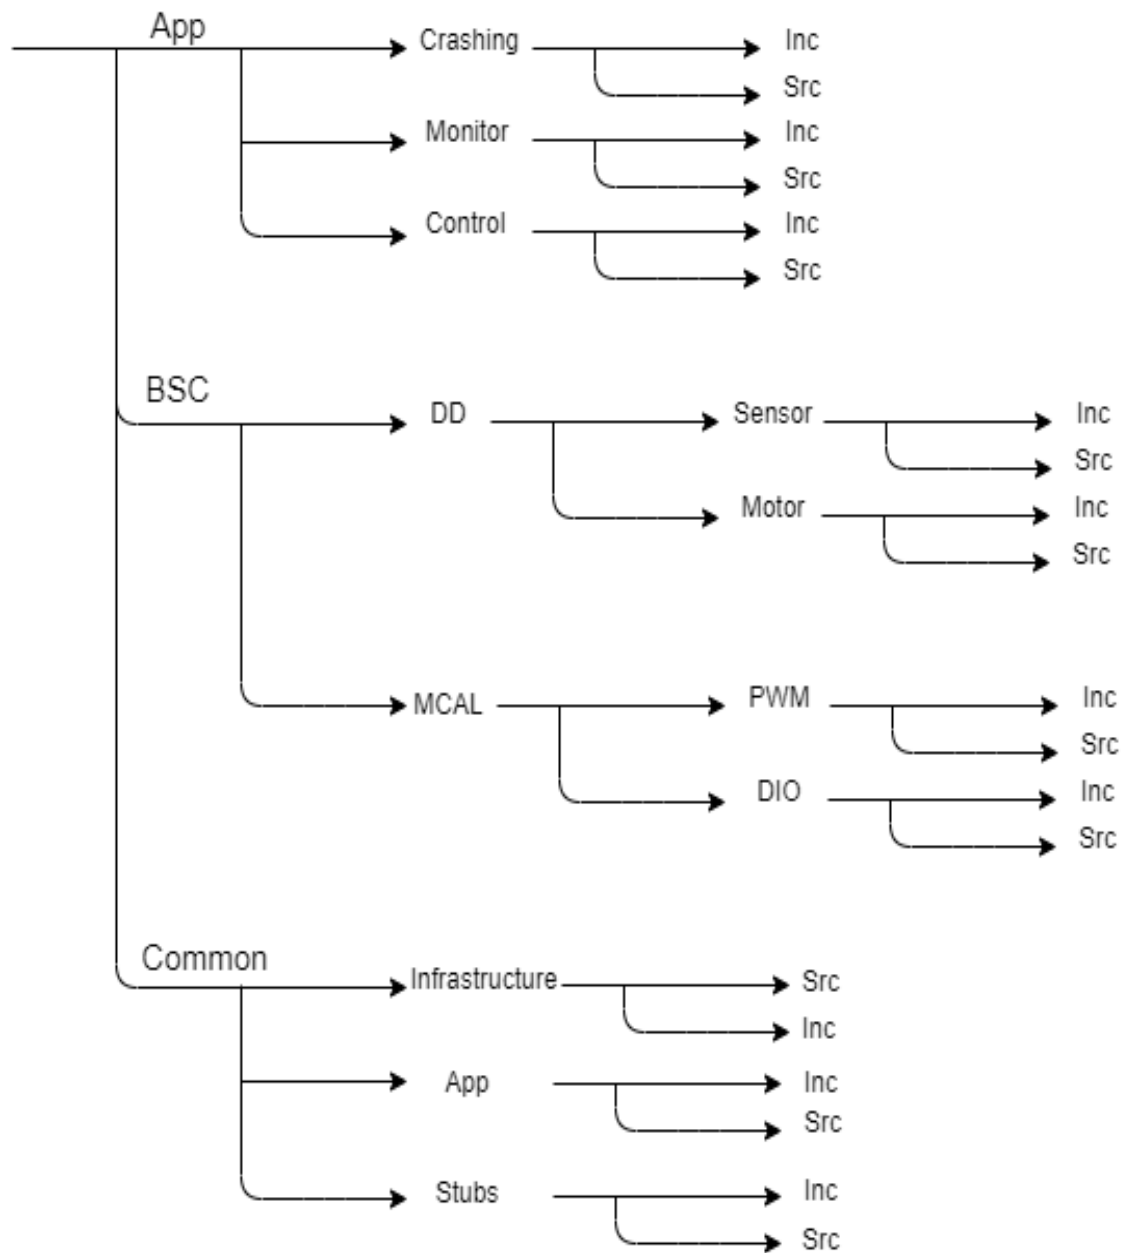 App
Crashing
Inc
Src
Monitor
Inc
Src
Control
Inc
Src
BSC
DD
Sensor
Inc
Src
Motor
Inc
Src
MCAL
PWM
Inc
Src
DIO
Inc
Src
Common
Infrastructure
Src
Inc
App
Inc
Src
Stubs
Inc
Src